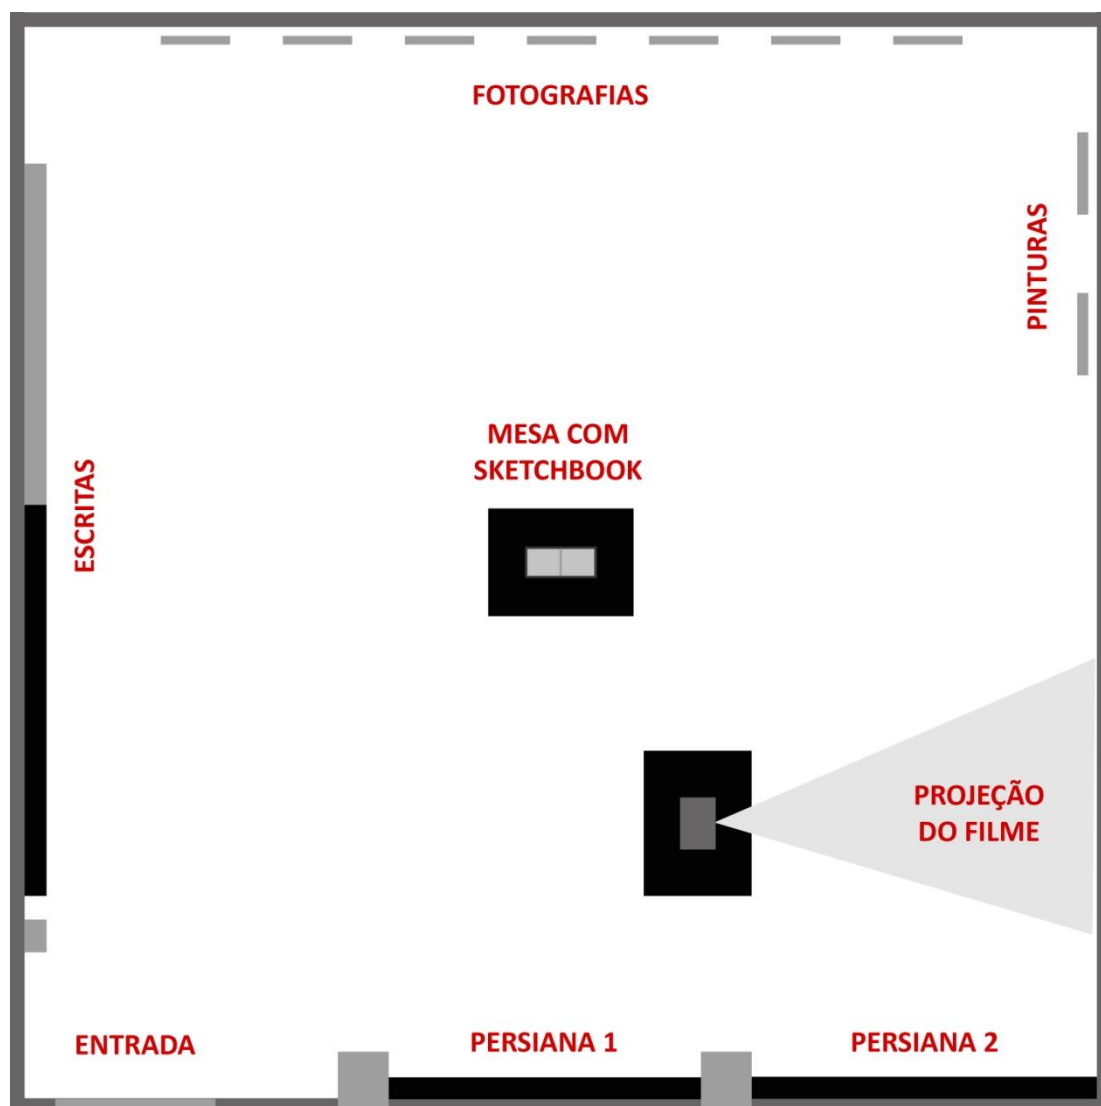 FOTOGRAFIAS
PINTURAS
MESA COM
SKETCHBOOK
ESCRITAS
PROJEÇÃO
DO FILME
ENTRADA
PERSIANA 1
PERSIANA 2